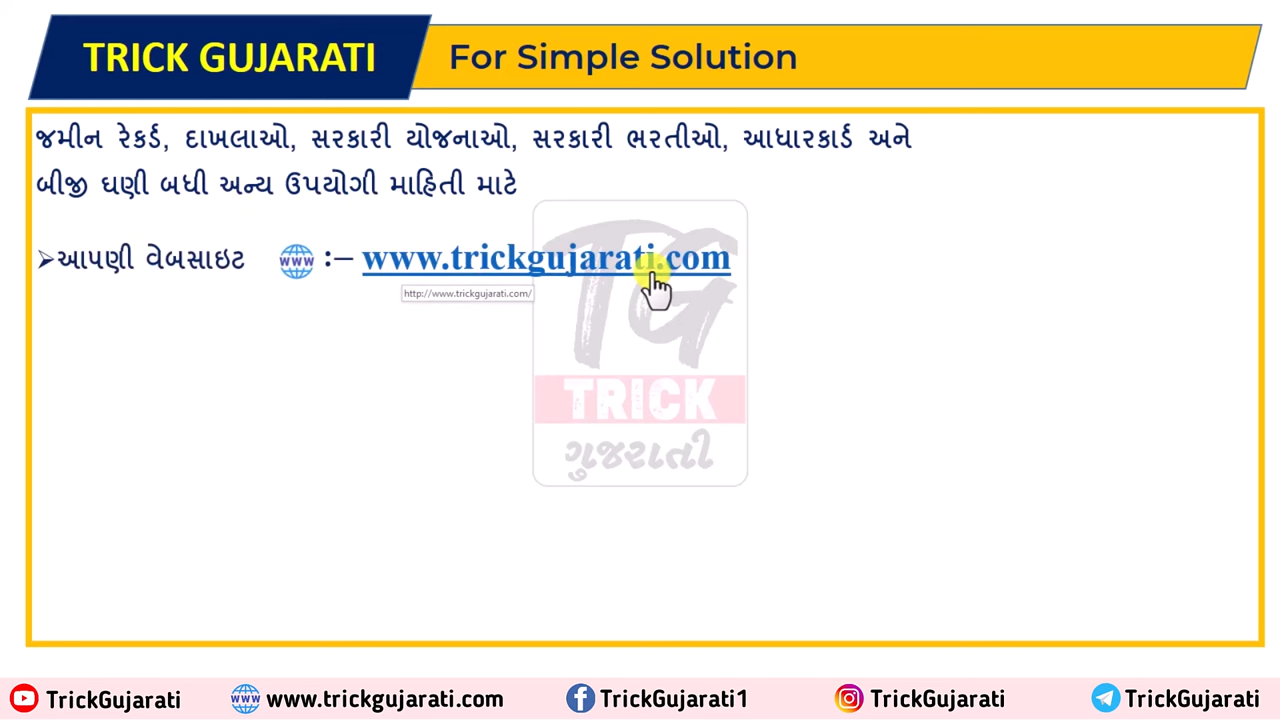 TRICK GUJARATI
For Simple Solution
જમીન રેકર્ડ, દાખલાઓ, સરકારી યોજનાઓ, સરકારી ભરતીઓ, આધારકાર્ડ અને
બીજી ઘણી બધી અન્ય ઉપયોગી માહિતી માટે
➢આપણી વેબસાઇટ WWW :– www.trickgujarati.com
http://www.trickgujarati.com/
TG
TRICK
ગુજરાતી
TrickGujarati WWW www.trickgujarati.com TrickGujarati1 TrickGujarati TrickGujarati